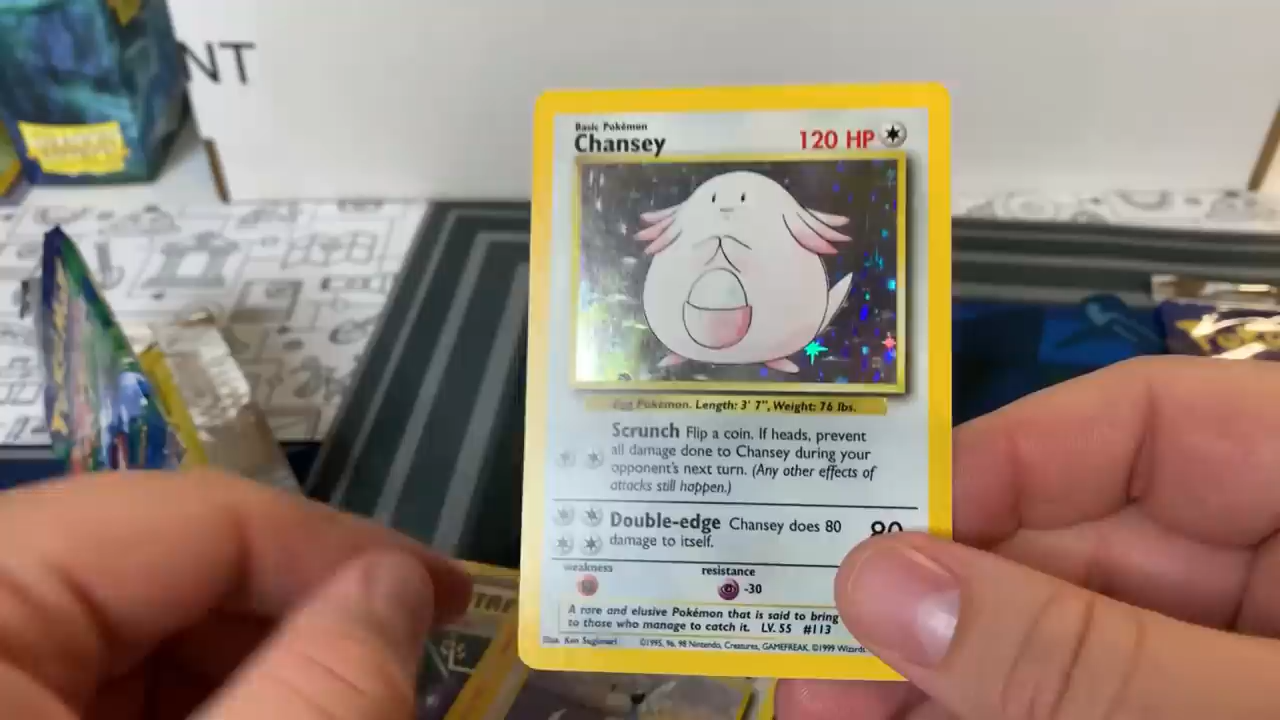 NT
Basic Pokémon
Chansey
120 HP
Egg Pokémon. Length: 3' 7", Weight: 76 lbs.
Scrunch Flip a coin. If heads, prevent
all damage done to Chansey during your
opponent's next turn. (Any other effects of
attacks still happen.)
Double-edge Chansey does 80
damage to itself.
80
weakness
resistance
-30
A rare and elusive Pokémon that is said to bring
to those who manage to catch it. LV. 55 #113
Illus. Ken Sugimori ©1995, 96, 98 Nintendo, Creatures, GAMEFREAK. ©1999 Wizards